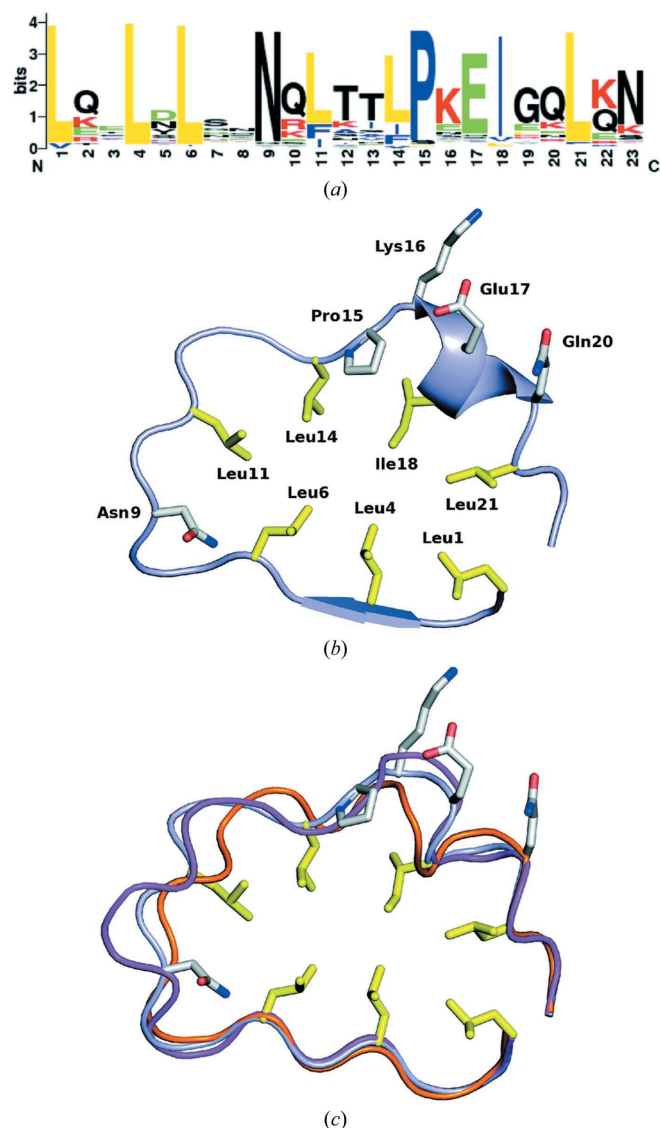 (a)
bits
4
3
2
1
0
L Q L D L N Q L T T L P K E I G Q L K N
1 2 3 4 5 6 7 8 9 10 11 12 13 14 15 16 17 18 19 20 21 22 23
N C
(a)
Lys16
Glu17
Pro15
Gln20
Leu14
Ile18
Leu11
Leu21
Leu6
Leu4
Asn9
Leu1
(b)
(c)